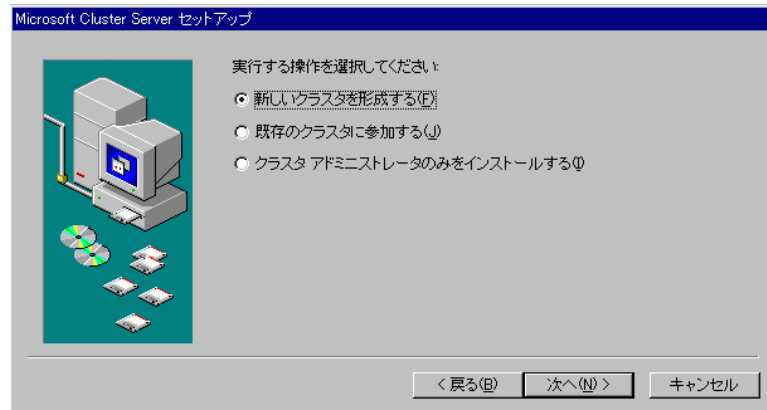 Microsoft Cluster Server セットアップ
実行する操作を選択してください:
新しいクラスタを形成する(F)
既存のクラスタに参加する(J)
クラスタ アドミニストレータのみをインストールする(I)
< 戻る(B)
次へ(N) >
キャンセル